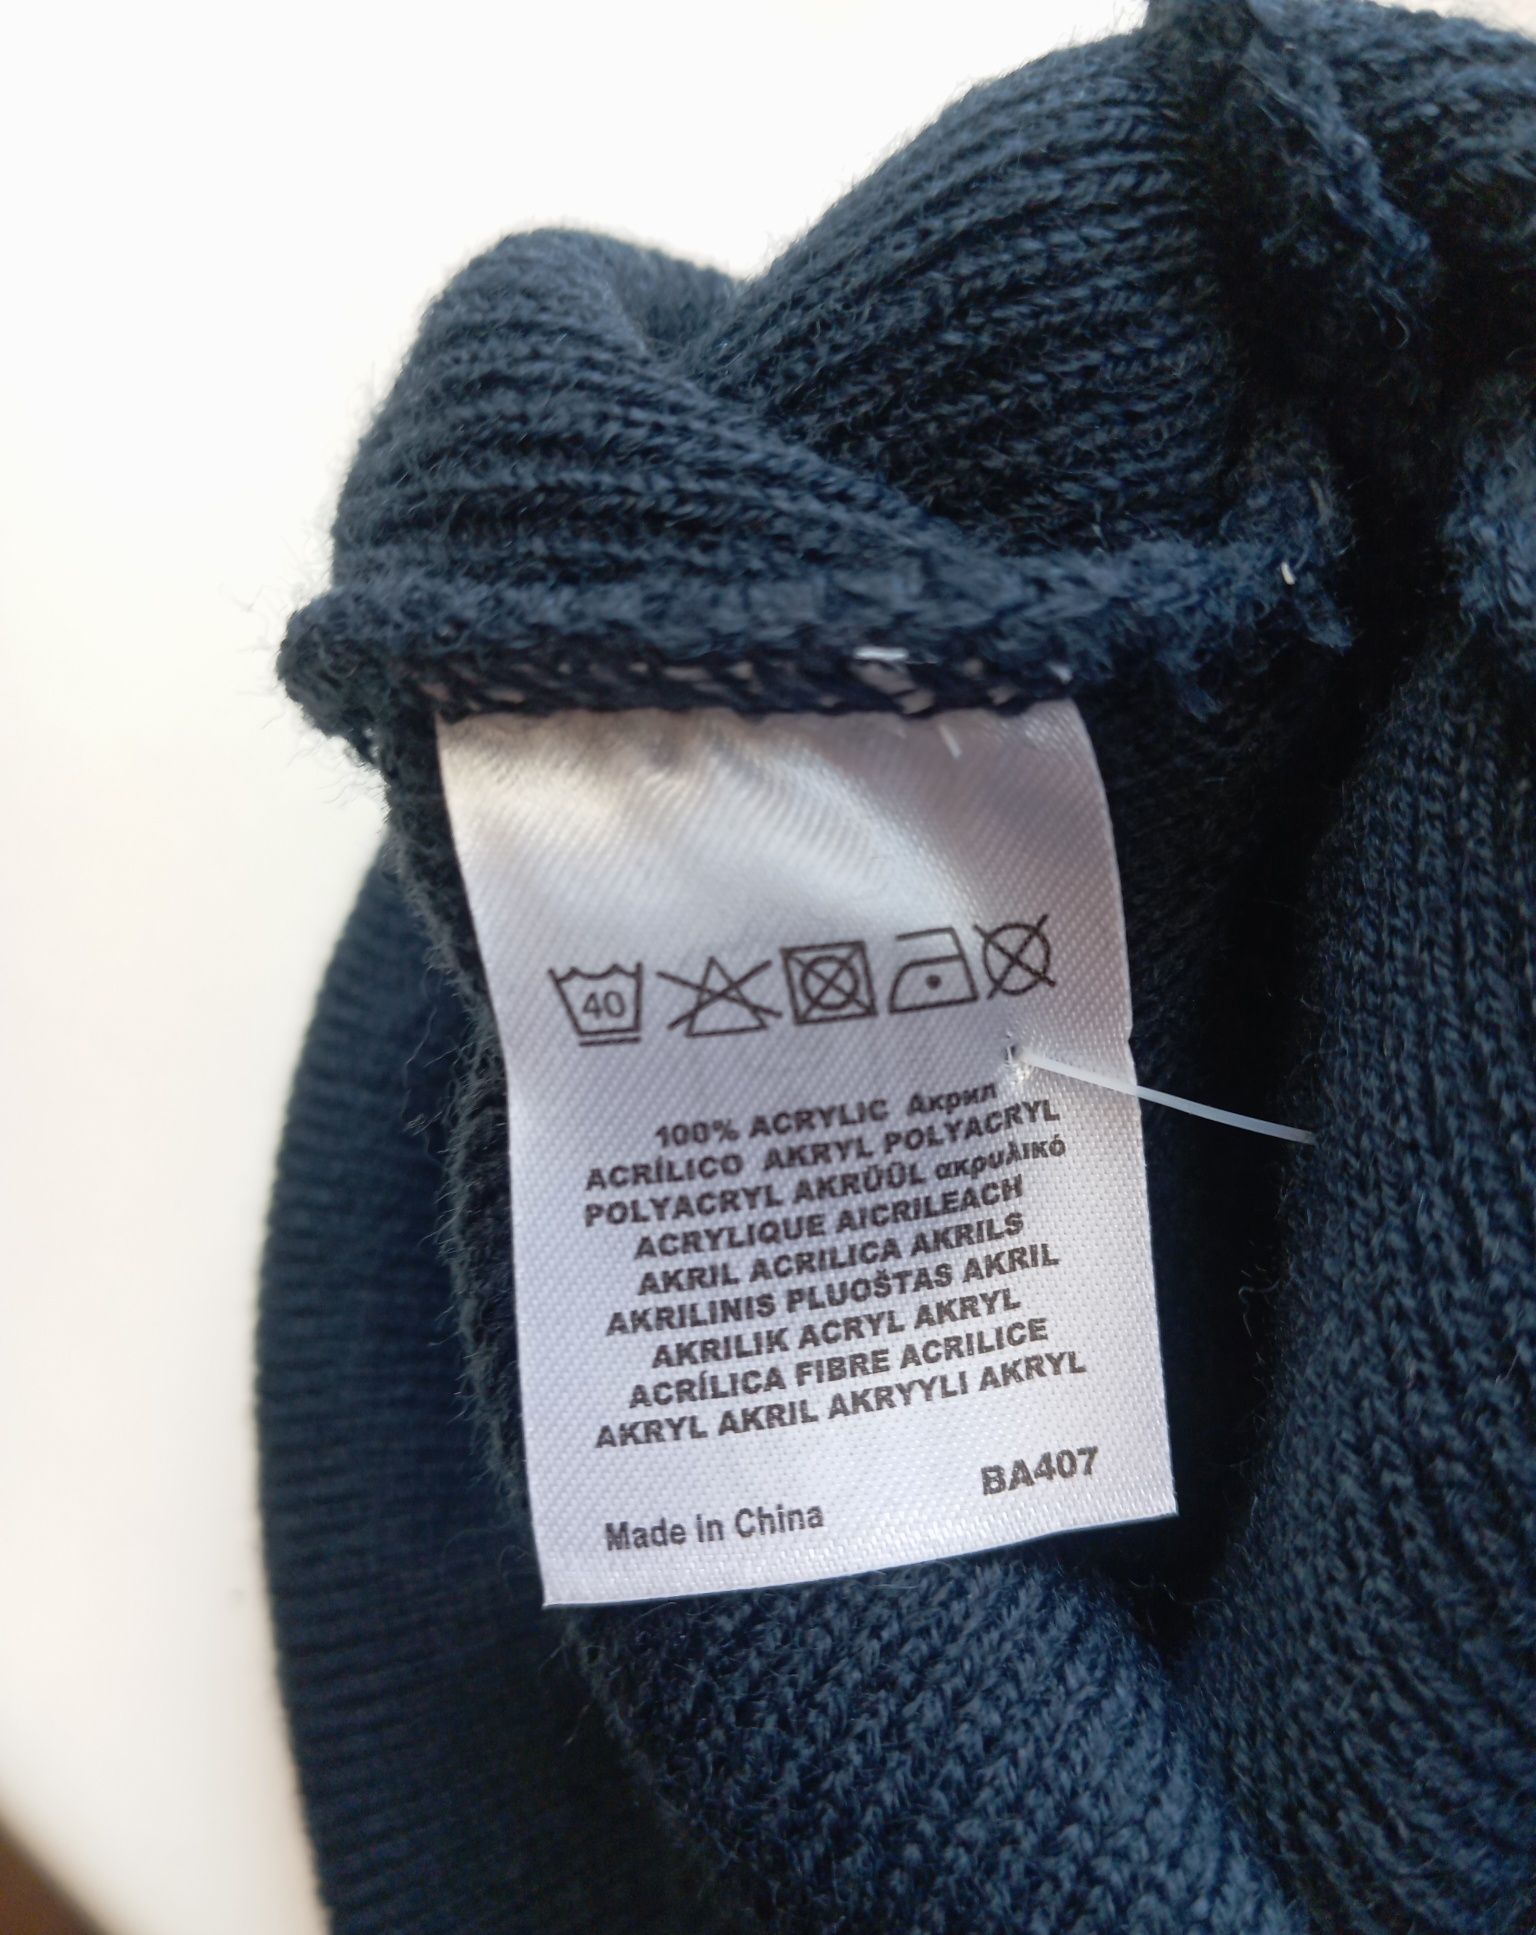 40
100% ACRYLIC Акрил
ACRÍLICO AKRYL POLYACRYL
POLYACRYL AKRÜÜL ακρυλικό
ACRYLIQUE AICRILEACH
AKRIL ACRILICA AKRILS
AKRILINIS PLUOŠTAS AKRIL
AKRILIK ACRYL AKRYL
ACRÍLICA FIBRE ACRILICE
AKRYL AKRIL AKRYYLI AKRYL
BA407
Made in China